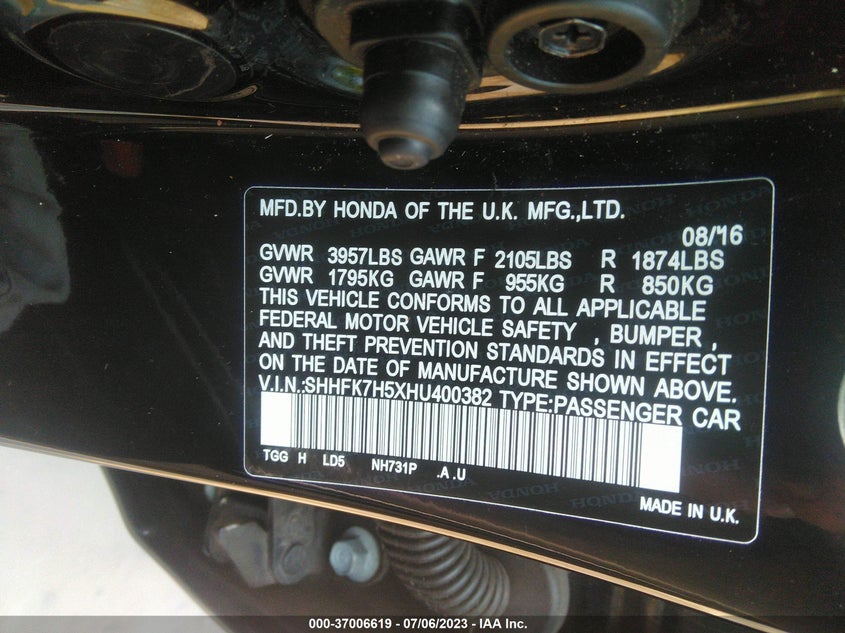 MFD.BY HONDA OF THE U.K. MFG.,LTD.
08/'16
GVWR 3957LBS GAWR F 2105LBS R 1874LBS
GVWR 1795KG GAWR F 955KG R 850KG
THIS VEHICLE CONFORMS TO ALL APPLICABLE
FEDERAL MOTOR VEHICLE SAFETY , BUMPER ,
AND THEFT PREVENTION STANDARDS IN EFFECT
ON THE DATE OF MANUFACTURE SHOWN ABOVE.
V.I.N.:SHHFK7H5XHU400382 TYPE:PASSENGER CAR
TGG H LD5 NH731P .A .U
MADE IN U.K.
000-37006619 - 07/06/2023 - IAA Inc.